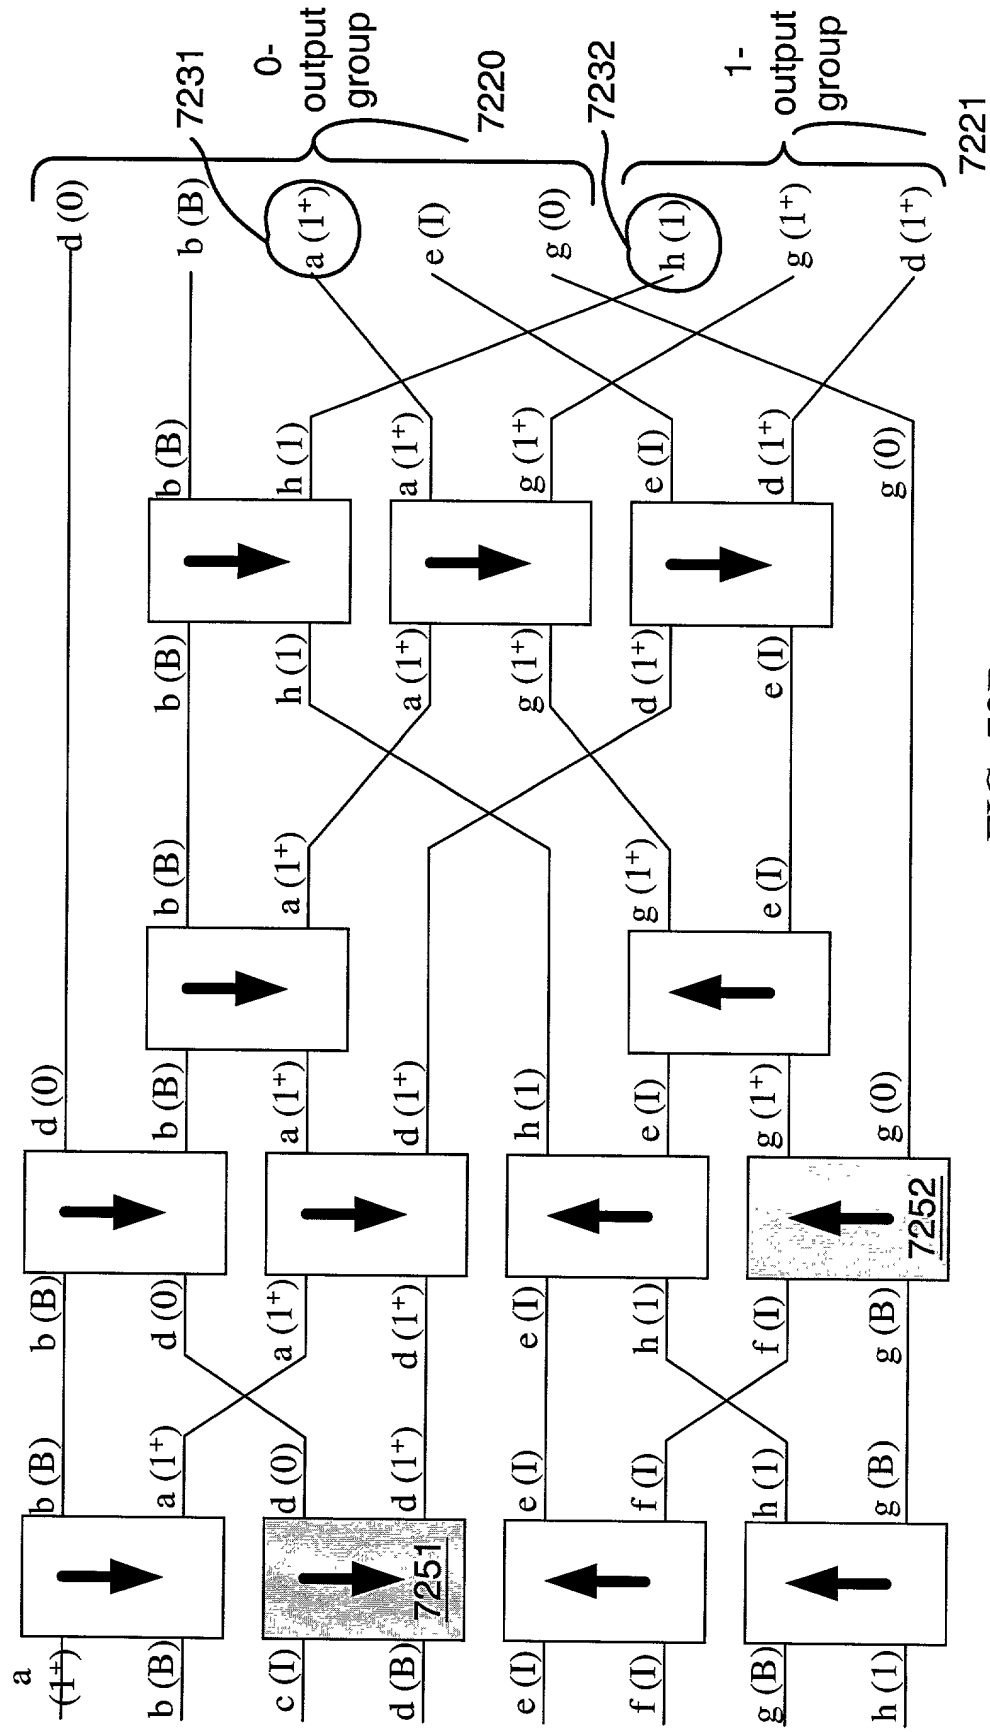 a
(1+) b (B) b (B) d (0) d (0)
b (B) a (1+) d (0) b (B) b (B) b (B) b (B) b (B) 7231
c (I) d (0) a (1+) a (1+) a (1+) h (1) h (1) a (1+)
0-
output
group
d (B) 7251 d (1+) d (1+) d (1+) a (1+) a (1+) e (I) 7220
e (I) e (I) e (I) h (1) g (1+) g (1+) g (0)
f (I) f (I) h (1) e (I) g (1+) d (1+) e (I) h (1) 7232
g (B) h (1) f (I) g (1+) e (I) e (I) d (1+) g (1+)
1-
output
group
h (1) g (B) g (B) 7252 g (0) g (0) d (1+) 7221